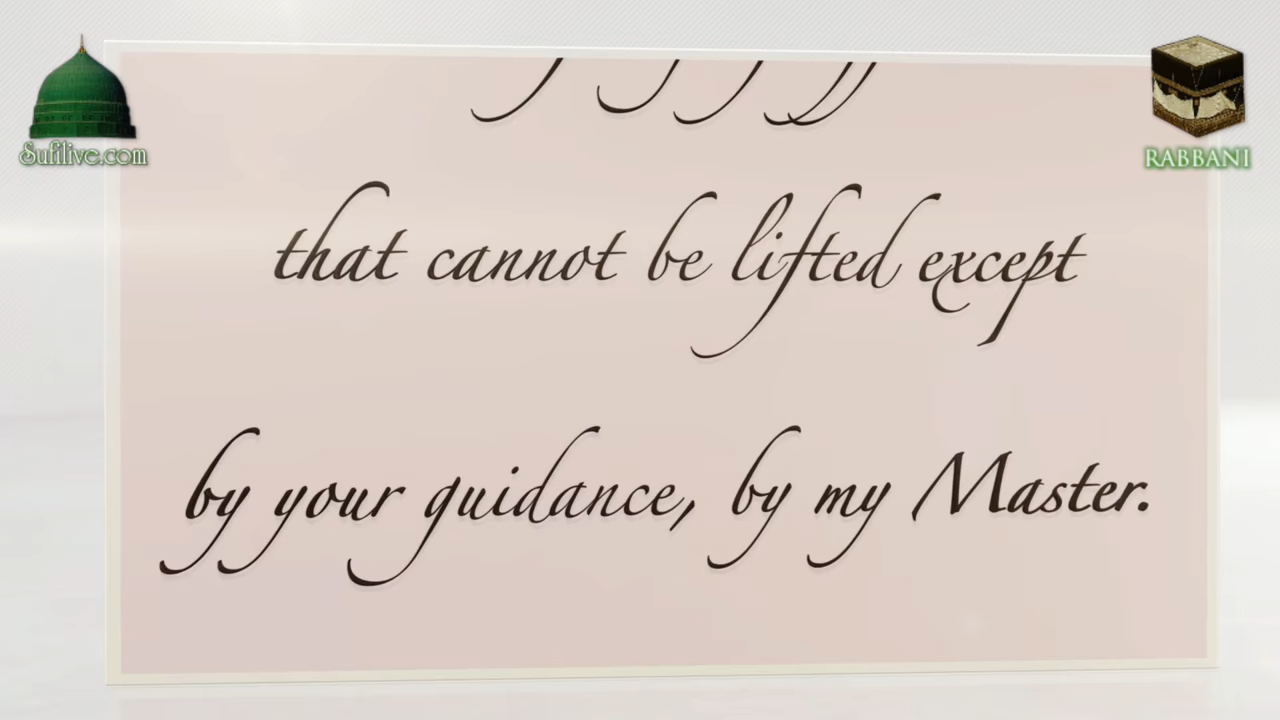 Sufilive.com
RABBANI
that cannot be lifted except
by your guidance, by my Master.